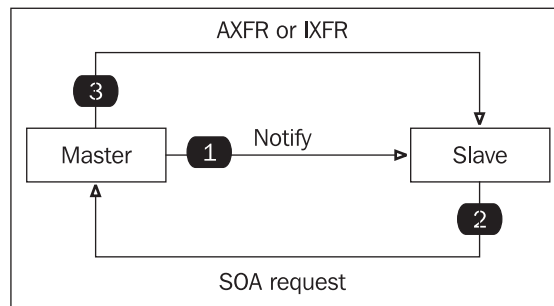 AXFR or IXFR
3
Master
1
Notify
Slave
2
SOA request